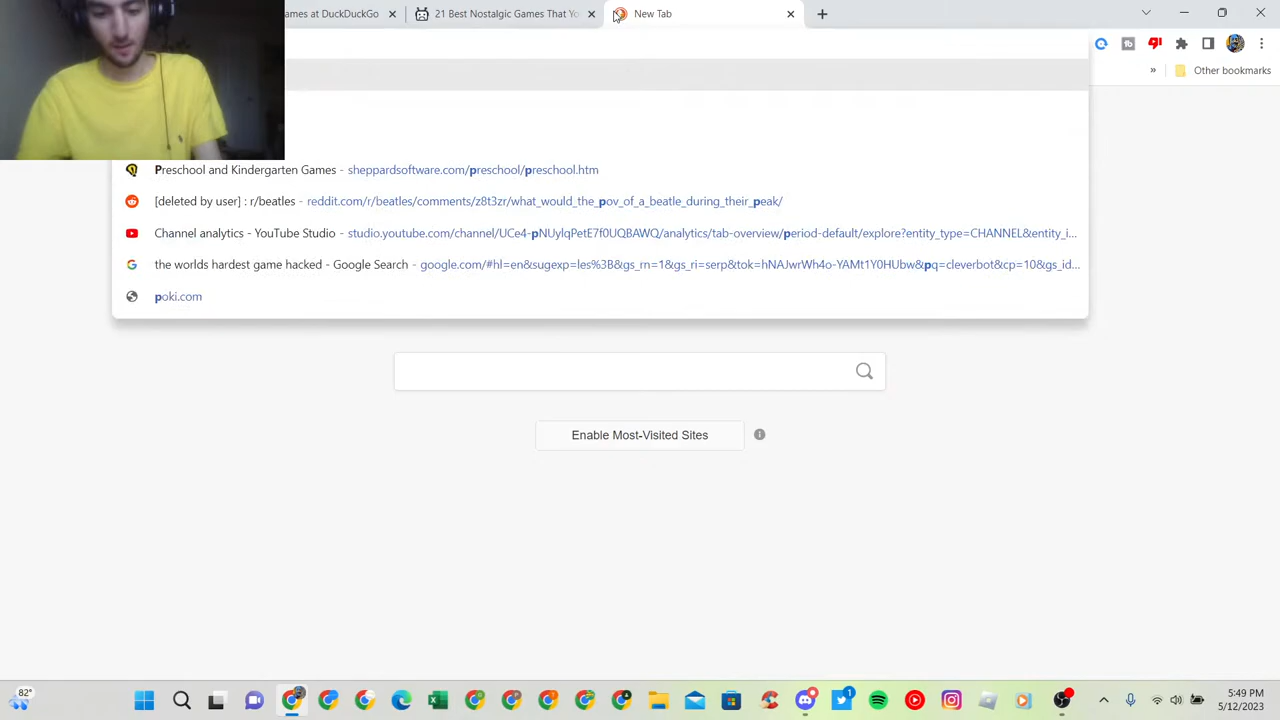 ames at DuckDuckGo
21 Best Nostalgic Games That Yo
New Tab
Other bookmarks
Preschool and Kindergarten Games - sheppardsoftware.com/preschool/preschool.htm
[deleted by user] : r/beatles - reddit.com/r/beatles/comments/z8t3zr/what_would_the_pov_of_a_beatle_during_their_peak/
Channel analytics - YouTube Studio - studio.youtube.com/channel/UCe4-pNUylqPetE7f0UQBAWQ/analytics/tab-overview/period-default/explore?entity_type=CHANNEL&entity_i...
the worlds hardest game hacked - Google Search - google.com/#hl=en&sugexp=les%3B&gs_rn=1&gs_ri=serp&tok=hNAJwrWh4o-YAMt1Y0HUbw&pq=cleverbot&cp=10&gs_id...
poki.com
Enable Most-Visited Sites
82°
1
5:49 PM
5/12/2023